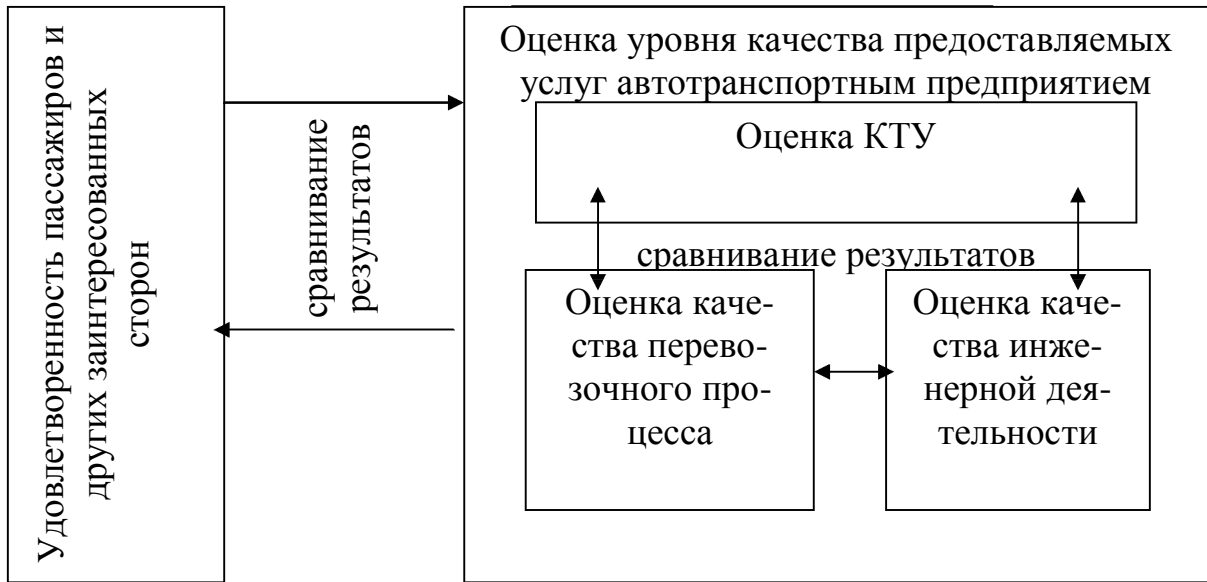 Удовлетворенность пассажиров и
других заинтересованных
сторон
сравнивание
результатов
Оценка уровня качества предоставляемых
услуг автотранспортным предприятием
Оценка КТУ
сравнивание результатов
Оценка каче-
ства перево-
зочного про-
цесса
Оценка каче-
ства инже-
нерной дея-
тельности